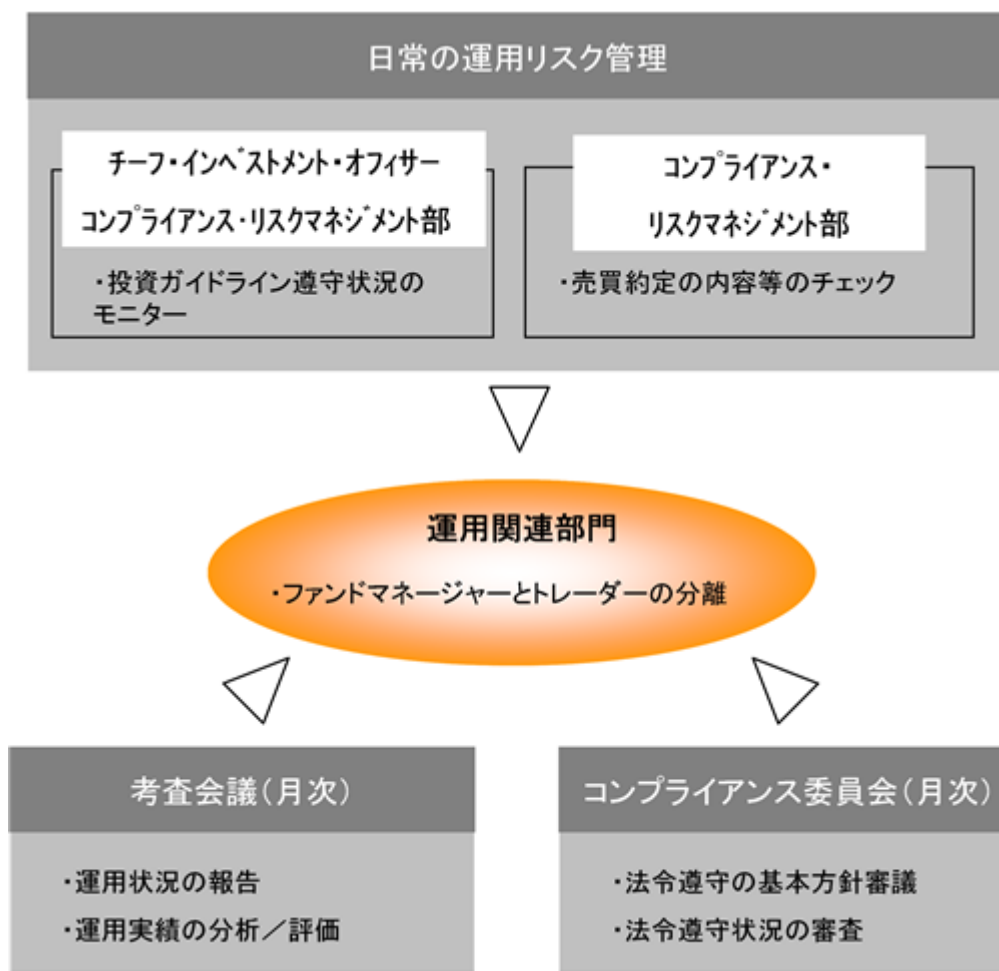 日常の運用リスク管理
チーフ・インベストメント・オフィサー
コンプライアンス・リスクマネジメント部
・投資ガイドライン遵守状況の
モニター
コンプライアンス・
リスクマネジメント部
・売買約定の内容等のチェック
運用関連部門
・ファンドマネージャーとトレーダーの分離
考査会議(月次)
・運用状況の報告
・運用実績の分析/評価
コンプライアンス委員会(月次)
・法令遵守の基本方針審議
・法令遵守状況の審査